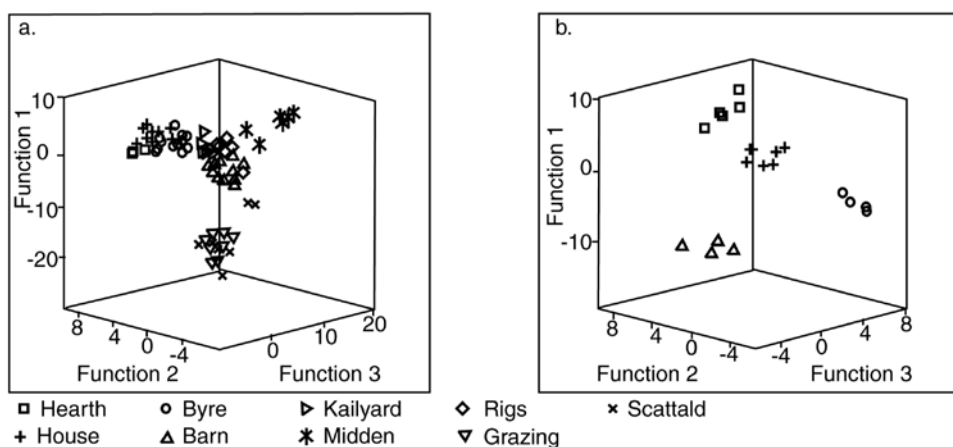 a.
Function 1
10
0
-10
-20
8
4
0
-4
Function 2
0
10
20
Function 3
b.
Function 1
10
0
-10
8
4
0
-4
Function 2
-4
0
4
8
Function 3
Hearth Byre Kailyard Rigs Scattald
House Barn Midden Grazing